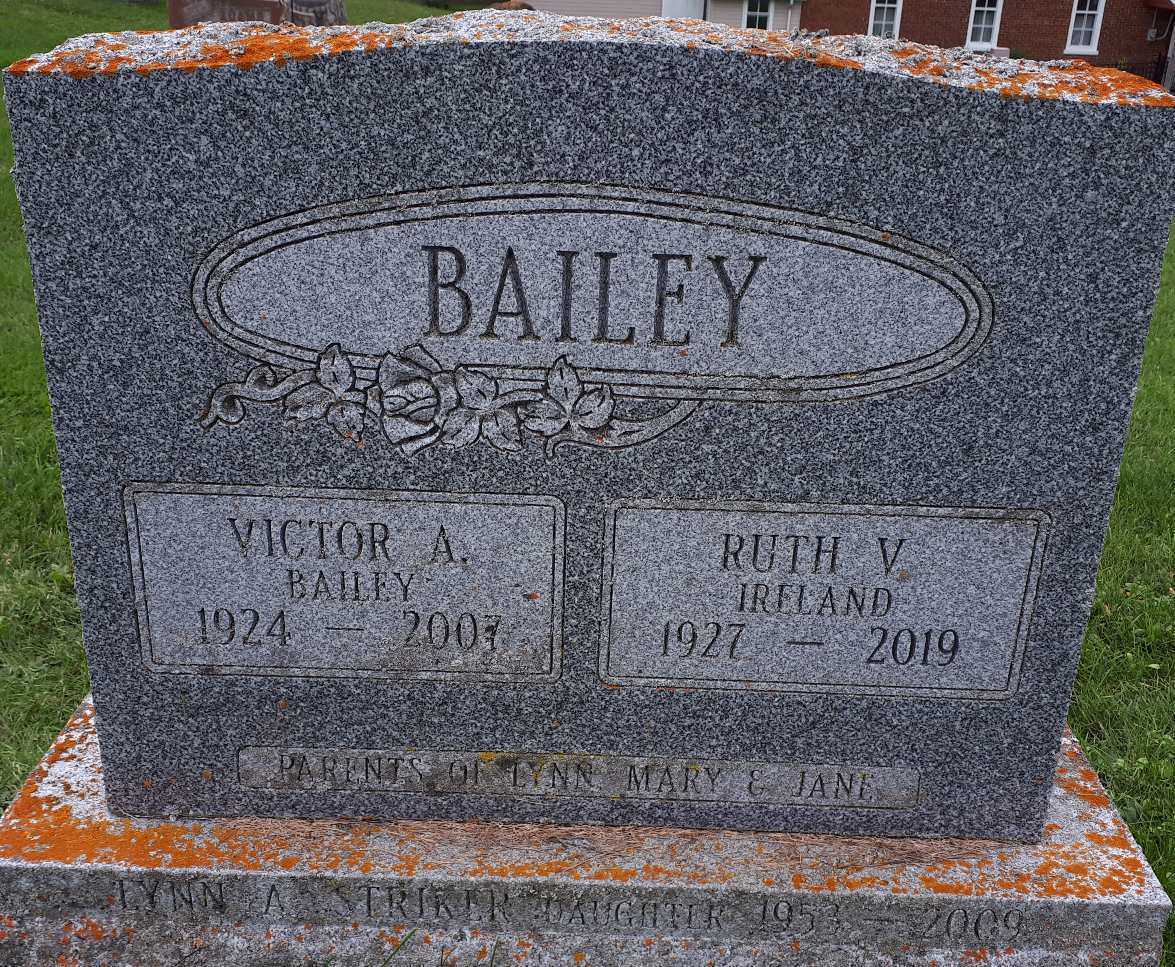 BAILEY
VICTOR A.
BAILEY
1924 — 2007
RUTH V.
IRELAND
1927 — 2019
PARENTS OF LYNN MARY & JANE
LYNN A STRIKER DAUGHTER 1953 — 2009